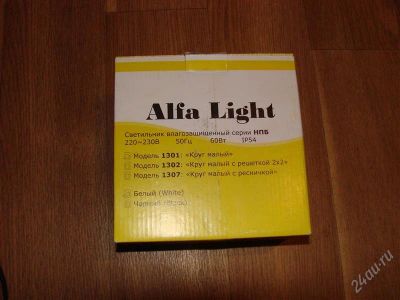 Alfa Light
Светильник влагозащищенный серии НПБ
220~230В 50Гц 60Вт IP54
Модель 1301: «Круг малый»
Модель 1302: «Круг малый с решеткой 2х2»
Модель 1307: «Круг малый с ресничкой»
Белый (White)
Черный (Black)
24au.ru